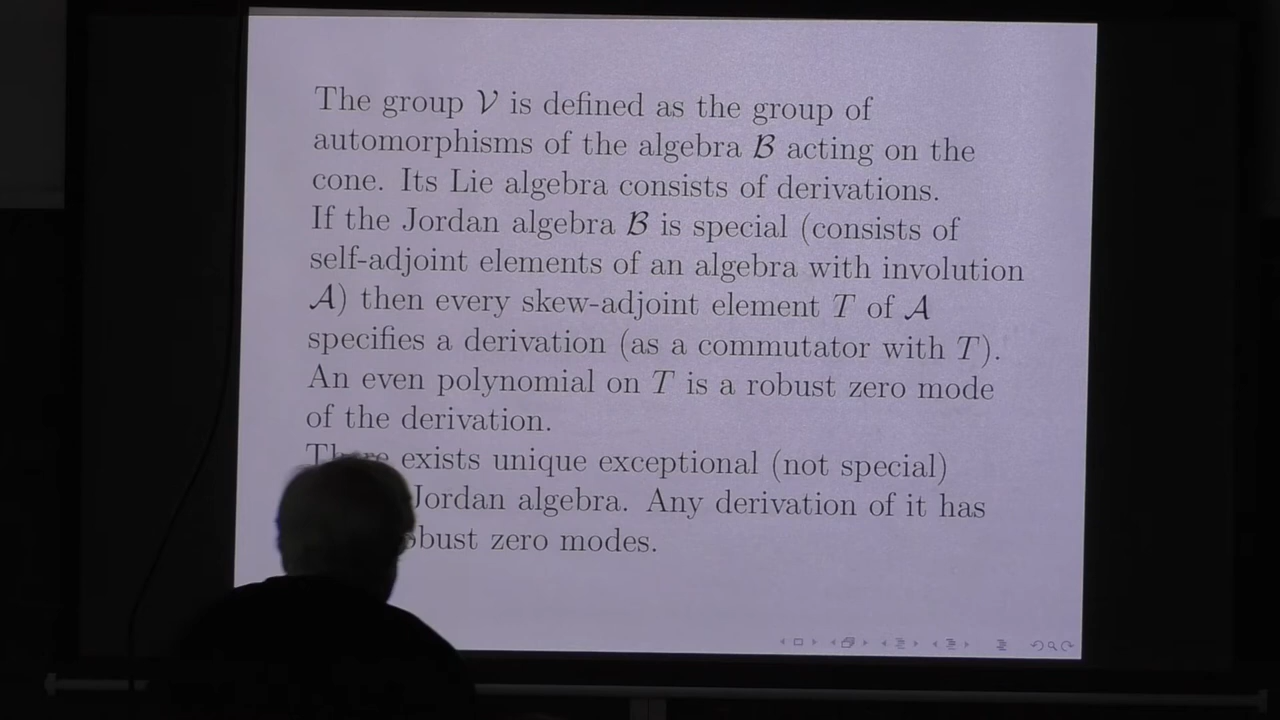 The group 𝒱 is defined as the group of
automorphisms of the algebra ℬ acting on the
cone. Its Lie algebra consists of derivations.
If the Jordan algebra ℬ is special (consists of
self-adjoint elements of an algebra with involution
𝒜) then every skew-adjoint element T of 𝒜
specifies a derivation (as a commutator with T).
An even polynomial on T is a robust zero mode
of the derivation.
There exists unique exceptional (not special)
Jordan algebra. Any derivation of it has
robust zero modes.